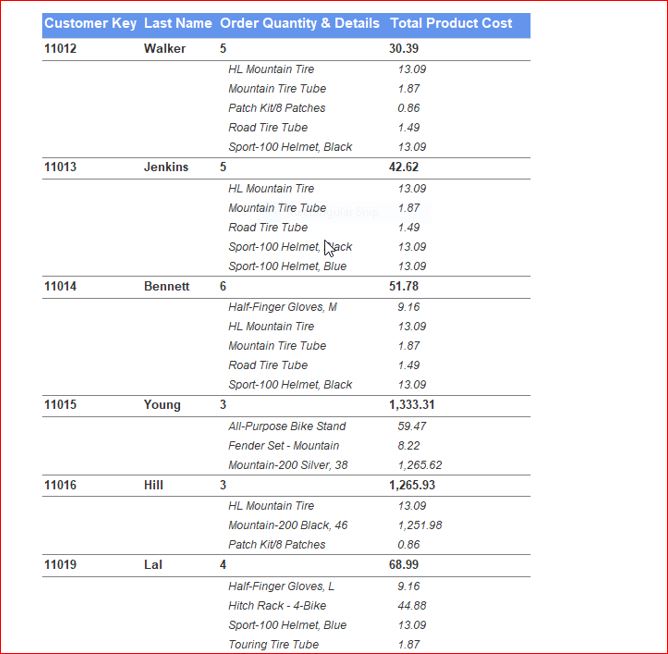 Customer Key Last Name Order Quantity & Details Total Product Cost
11012 Walker 5 30.39
HL Mountain Tire 13.09
Mountain Tire Tube 1.87
Patch Kit/8 Patches 0.86
Road Tire Tube 1.49
Sport-100 Helmet, Black 13.09
11013 Jenkins 5 42.62
HL Mountain Tire 13.09
Mountain Tire Tube 1.87
Road Tire Tube 1.49
Sport-100 Helmet, Black 13.09
Sport-100 Helmet, Blue 13.09
11014 Bennett 6 51.78
Half-Finger Gloves, M 9.16
HL Mountain Tire 13.09
Mountain Tire Tube 1.87
Road Tire Tube 1.49
Sport-100 Helmet, Black 13.09
11015 Young 3 1,333.31
All-Purpose Bike Stand 59.47
Fender Set - Mountain 8.22
Mountain-200 Silver, 38 1,265.62
11016 Hill 3 1,265.93
HL Mountain Tire 13.09
Mountain-200 Black, 46 1,251.98
Patch Kit/8 Patches 0.86
11019 Lal 4 68.99
Half-Finger Gloves, L 9.16
Hitch Rack - 4-Bike 44.88
Sport-100 Helmet, Blue 13.09
Touring Tire Tube 1.87